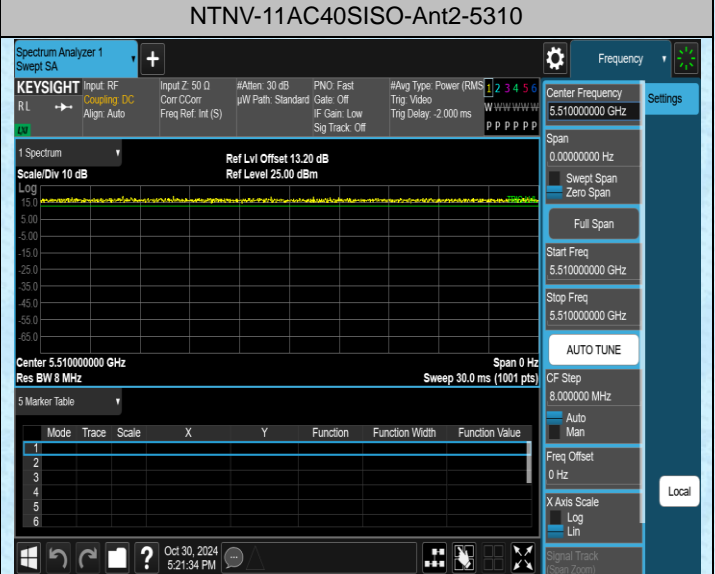 NTNV-11AC40SISO-Ant2-5310
Spectrum Analyzer 1
Swept SA
Frequency
KEYSIGHT
RL
LXI
Input: RF
Coupling: DC
Align: Auto
Input Z: 50 Ω
Corr CCorr
Freq Ref: Int (S)
#Atten: 30 dB
µW Path: Standard
PNO: Fast
Gate: Off
IF Gain: Low
Sig Track: Off
#Avg Type: Power (RMS
Trig: Video
Trig Delay: -2.000 ms
1 2 3 4 5 6
W W W W W W
P P P P P P
1 Spectrum
Scale/Div 10 dB
Ref Lvl Offset 13.20 dB
Ref Level 25.00 dBm
Log
15.0
5.00
-5.00
-15.0
-25.0
-35.0
-45.0
-55.0
-65.0
Center 5.510000000 GHz
Span 0 Hz
Res BW 8 MHz
Sweep 30.0 ms (1001 pts)
5 Marker Table
Mode Trace Scale X Y Function Function Width Function Value
1
2
3
4
5
6
Center Frequency
5.510000000 GHz
Settings
Span
0.00000000 Hz
Swept Span
Zero Span
Full Span
Start Freq
5.510000000 GHz
Stop Freq
5.510000000 GHz
AUTO TUNE
CF Step
8.000000 MHz
Auto
Man
Freq Offset
0 Hz
X Axis Scale
Log
Lin
Signal Track
(Span Zoom)
Local
?
Oct 30, 2024
5:21:34 PM